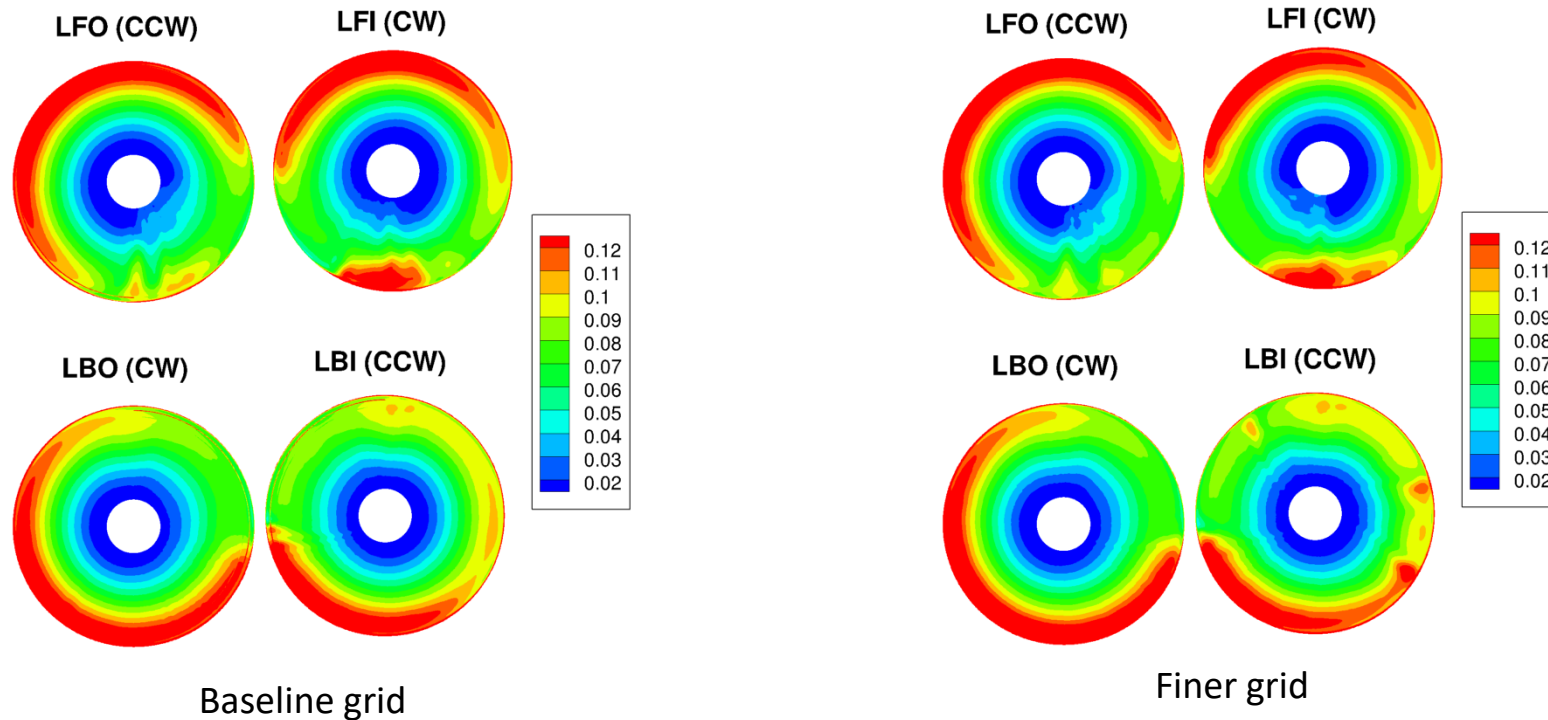 LFO (CCW)
LFI (CW)
0.12
0.11
0.1
0.09
0.08
0.07
0.06
0.05
0.04
0.03
0.02
LBO (CW)
LBI (CCW)
Baseline grid
LFO (CCW)
LFI (CW)
0.12
0.11
0.1
0.09
0.08
0.07
0.06
0.05
0.04
0.03
0.02
LBO (CW)
LBI (CCW)
Finer grid